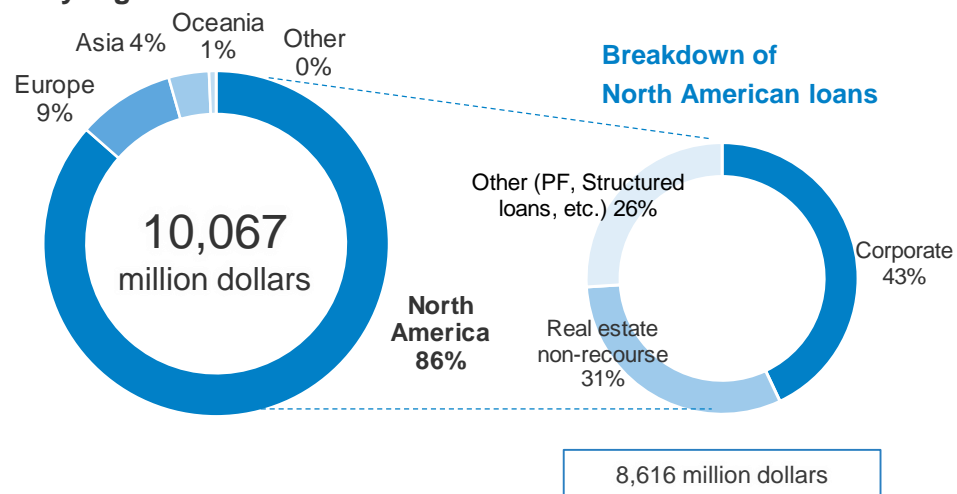 Oceania
1%
Other
0%
Asia 4%
Europe
9%
10,067
million dollars
North
America
86%
Breakdown of
North American loans
Other (PF, Structured
loans, etc.) 26%
Corporate
43%
Real estate
non-recourse
31%
8,616 million dollars